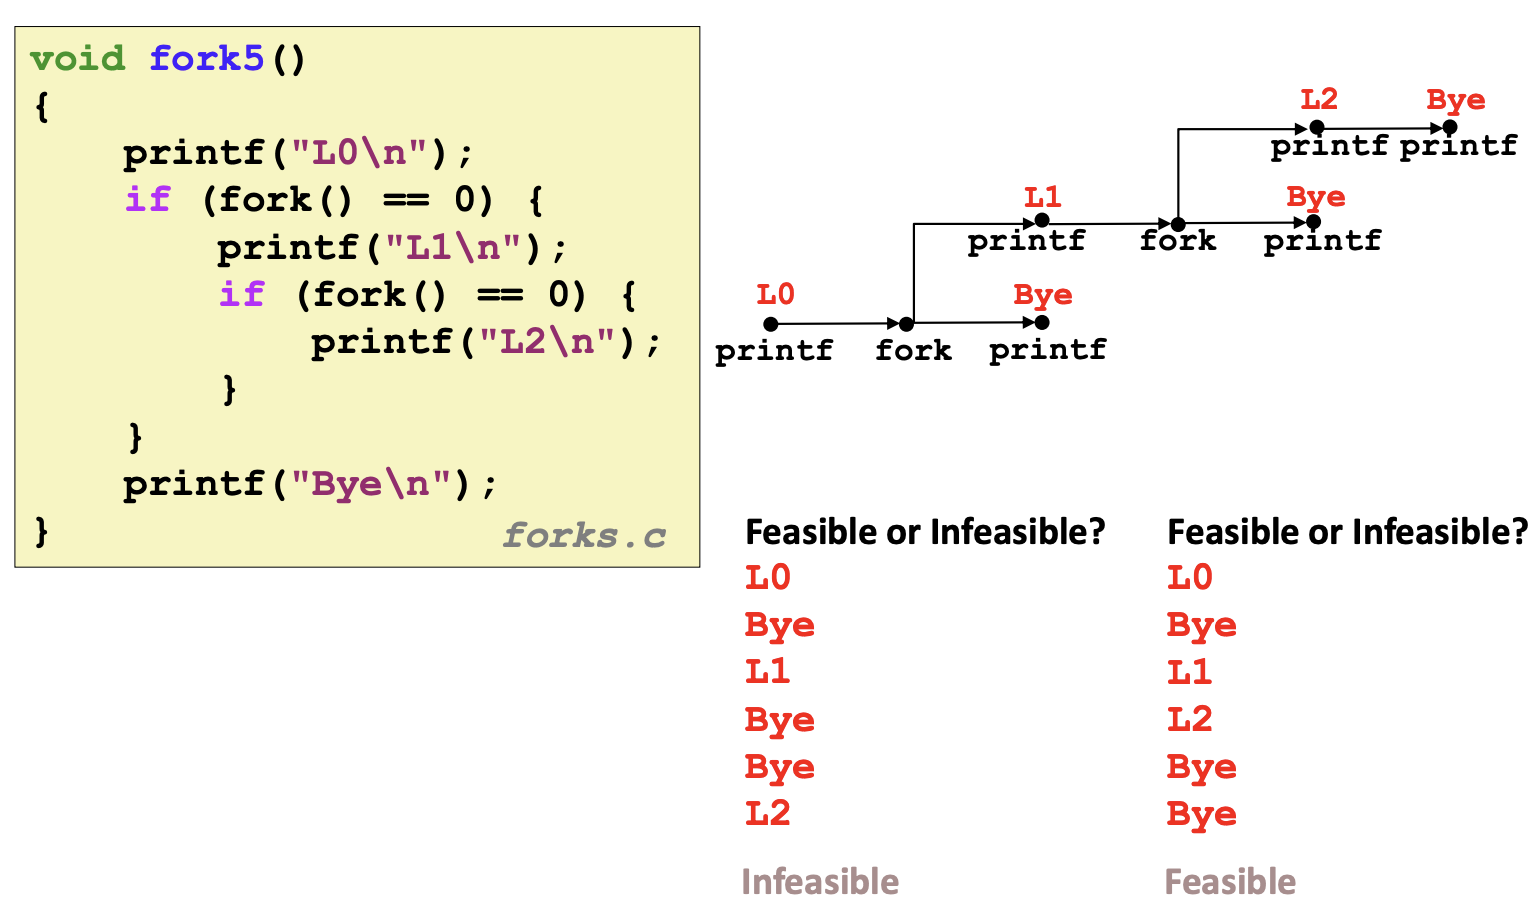 void fork5()
{
    printf("L0\n");
    if (fork() == 0) {
        printf("L1\n");
        if (fork() == 0) {
            printf("L2\n");
        }
    }
    printf("Bye\n");
}
forks.c
L2 Bye
printf printf
L1 Bye
printf fork printf
L0 Bye
printf fork printf
Feasible or Infeasible?
L0
Bye
L1
Bye
Bye
L2
Infeasible
Feasible or Infeasible?
L0
Bye
L1
L2
Bye
Bye
Feasible